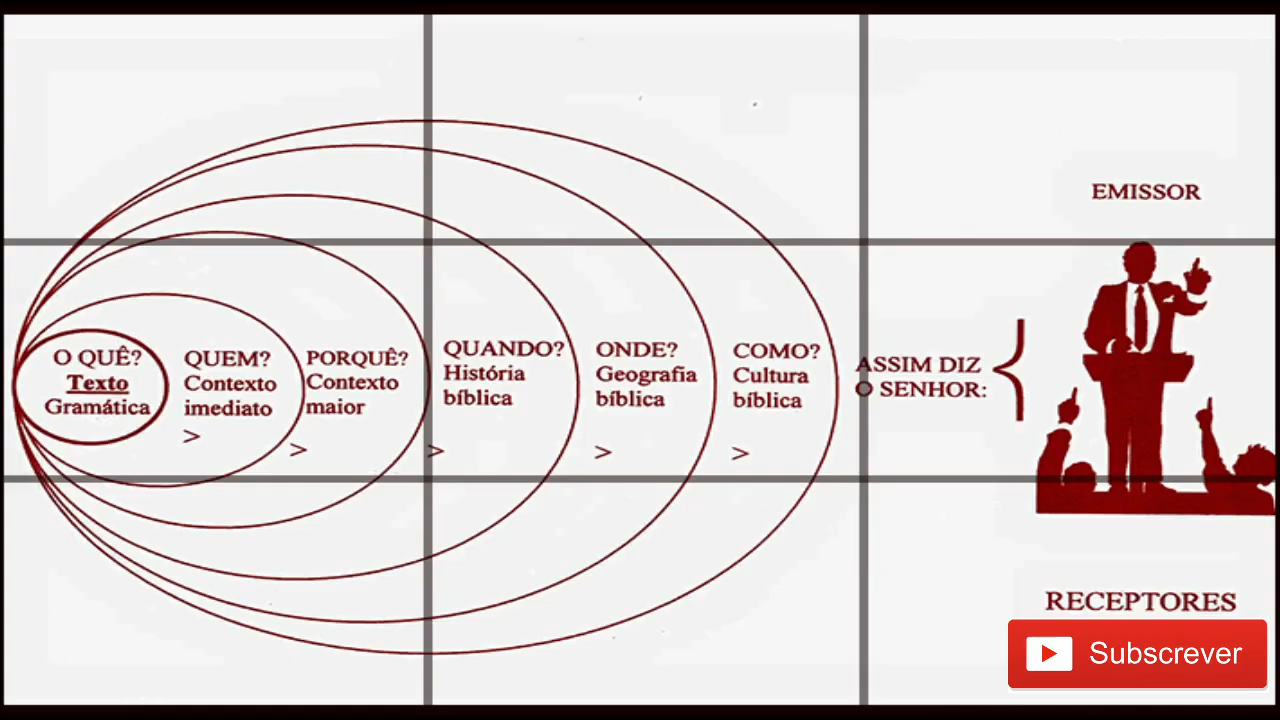 O QUÊ?
Texto
Gramática
QUEM?
Contexto
imediato
>
PORQUÊ?
Contexto
maior
>
QUANDO?
História
bíblica
>
ONDE?
Geografia
bíblica
>
COMO?
Cultura
bíblica
>
ASSIM DIZ
O SENHOR:
EMISSOR
RECEPTORES
Subscrever